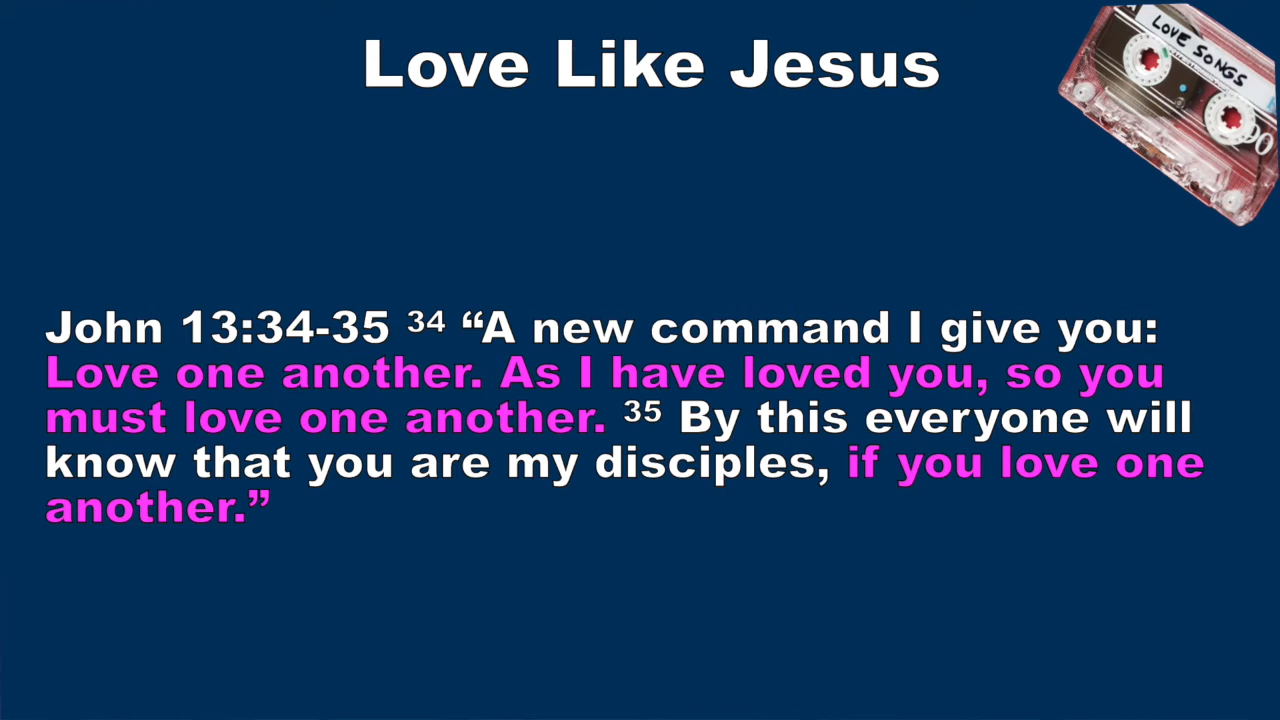 Love Like Jesus
LOVE SONGS
90
John 13:34-35 ³⁴ “A new command I give you:
Love one another. As I have loved you, so you
must love one another. ³⁵ By this everyone will
know that you are my disciples, if you love one
another.”